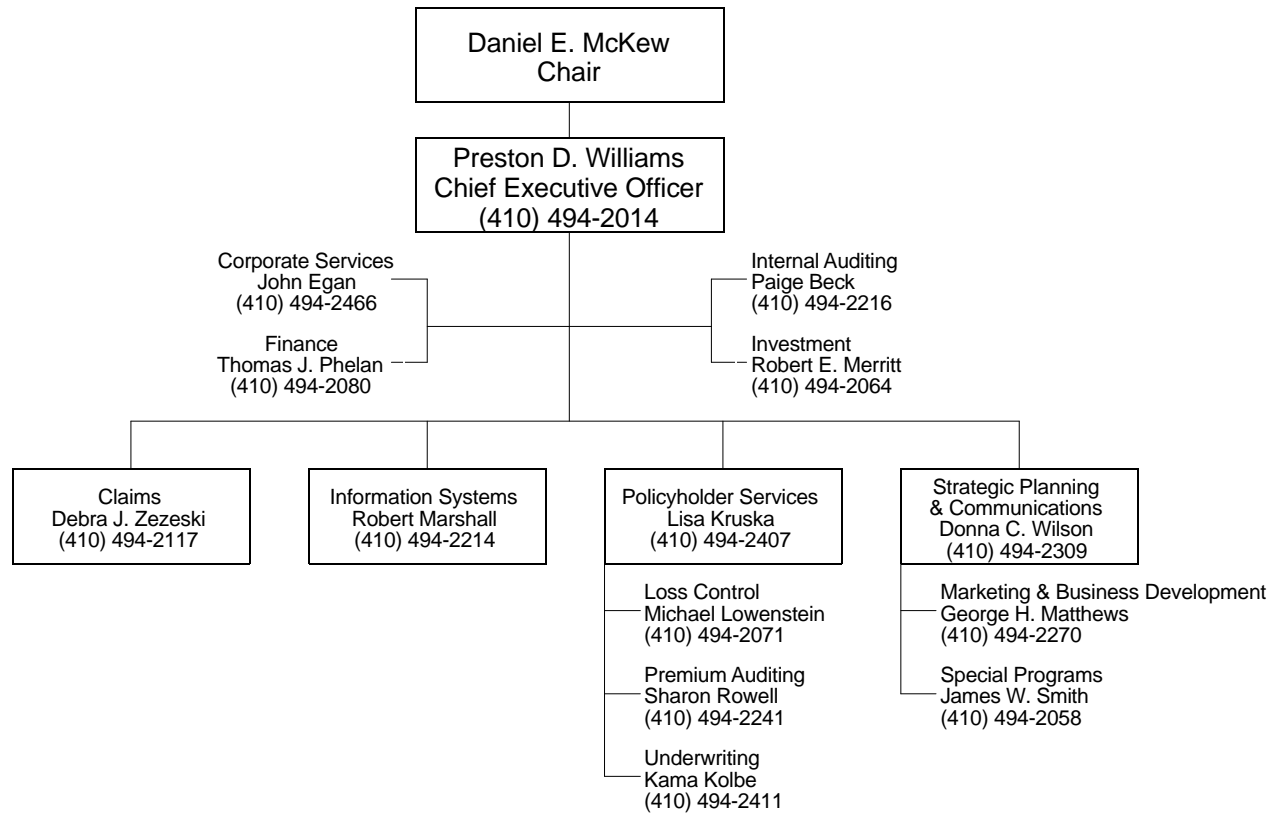 Daniel E. McKew
Chair
Preston D. Williams
Chief Executive Officer
(410) 494-2014
Corporate Services
John Egan
(410) 494-2466
Internal Auditing
Paige Beck
(410) 494-2216
Finance
Thomas J. Phelan
(410) 494-2080
Investment
Robert E. Merritt
(410) 494-2064
Claims
Debra J. Zezeski
(410) 494-2117
Information Systems
Robert Marshall
(410) 494-2214
Policyholder Services
Lisa Kruska
(410) 494-2407
Strategic Planning
& Communications
Donna C. Wilson
(410) 494-2309
Loss Control
Michael Lowenstein
(410) 494-2071
Premium Auditing
Sharon Rowell
(410) 494-2241
Underwriting
Kama Kolbe
(410) 494-2411
Marketing & Business Development
George H. Matthews
(410) 494-2270
Special Programs
James W. Smith
(410) 494-2058